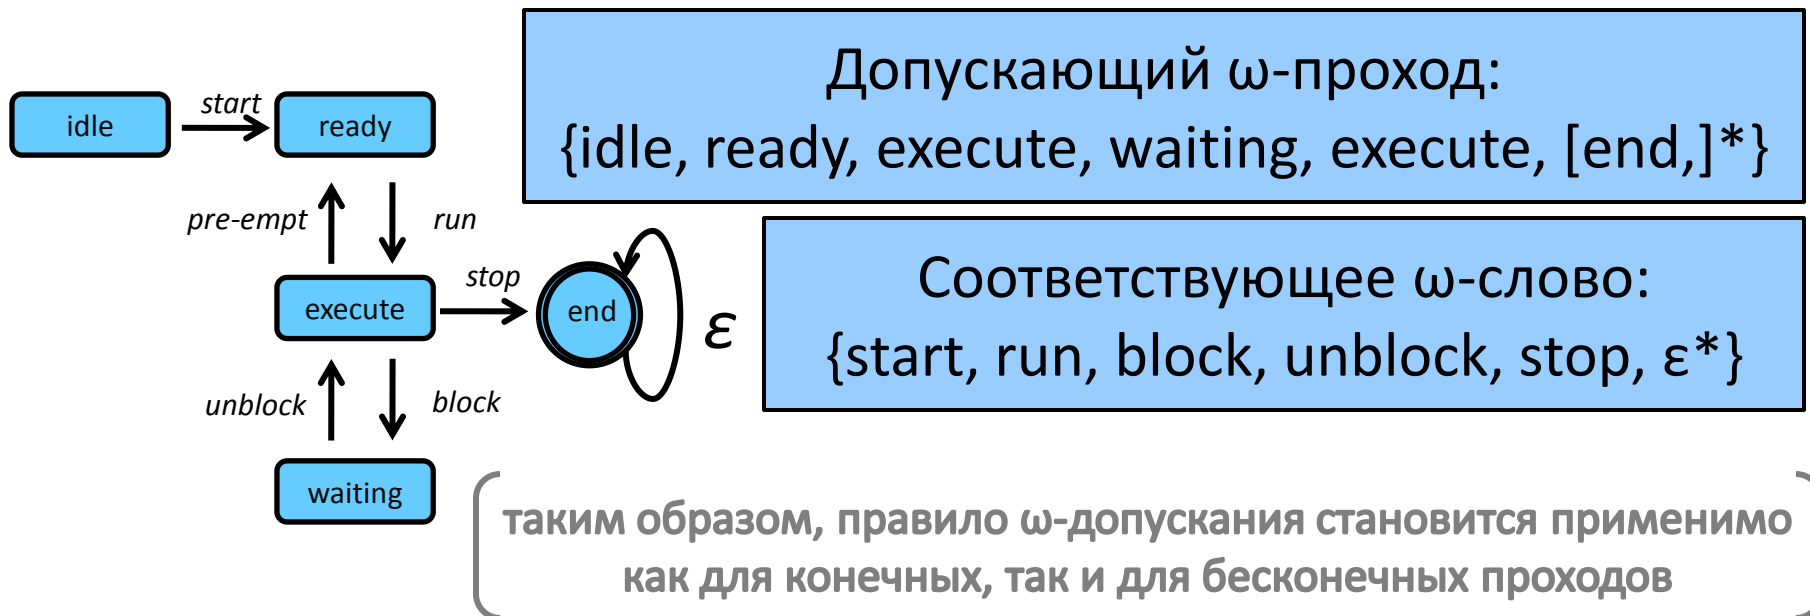 Допускающий ω-проход:
{idle, ready, execute, waiting, execute, [end,]*}
idle
start
ready
pre-empt
run
Соответствующее ω-слово:
{start, run, block, unblock, stop, ε*}
execute
stop
end
ε
unblock
block
waiting
таким образом, правило ω-допускания становится применимо
как для конечных, так и для бесконечных проходов